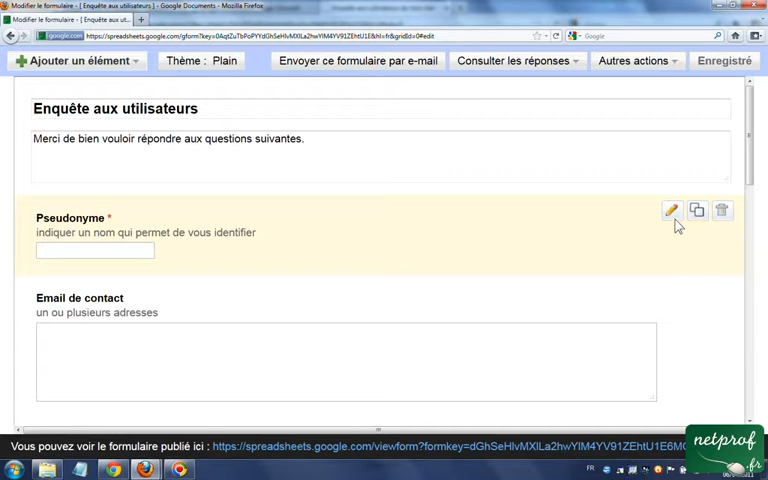 Modifier le formulaire - [ Enquête aux utilisateurs ] - Google Documents - Mozilla Firefox
Modifier le formulaire - [ Enquête aux ut...
google.com
Google
Ajouter un élément
Thème : Plain
Envoyer ce formulaire par e-mail
Consulter les réponses
Autres actions
Enregistré
Enquête aux utilisateurs
Merci de bien vouloir répondre aux questions suivantes.
Pseudonyme *
indiquer un nom qui permet de vous identifier
Email de contact
un ou plusieurs adresses
Vous pouvez voir le formulaire publié ici :
netprof
.fr
FR